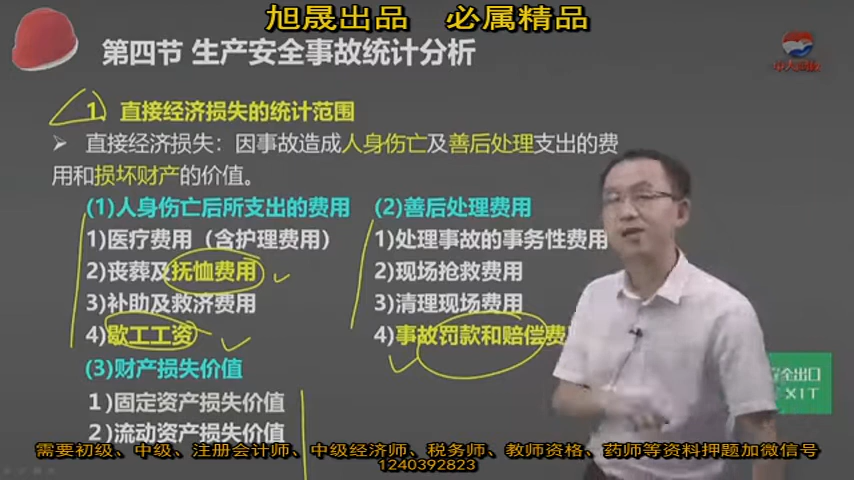 旭晟出品 必属精品
第四节 生产安全事故统计分析
1、直接经济损失的统计范围
直接经济损失：因事故造成人身伤亡及善后处理支出的费
用和损坏财产的价值。
(1)人身伤亡后所支出的费用
1)医疗费用（含护理费用）
2)丧葬及抚恤费用
3)补助及救济费用
4)歇工工资
(2)善后处理费用
1)处理事故的事务性费用
2)现场抢救费用
3)清理现场费用
4)事故罚款和赔偿费
(3)财产损失价值
1)固定资产损失价值
2)流动资产损失价值
全出口
EXIT
需要初级、中级、注册会计师、中级经济师、税务师、教师资格、药师等资料押题加微信号
1240392823